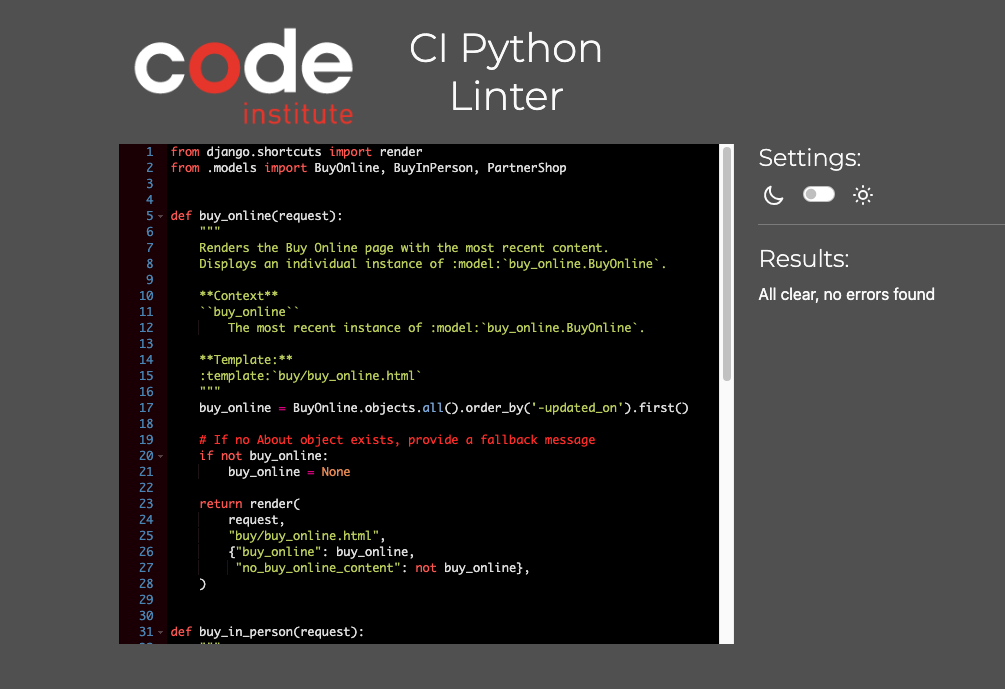 code
institute
CI Python
Linter
1 from django.shortcuts import render
2 from .models import BuyOnline, BuyInPerson, PartnerShop
3
4
5 def buy_online(request):
6     """
7     Renders the Buy Online page with the most recent content.
8     Displays an individual instance of :model:`buy_online.BuyOnline`.
9
10     **Context**
11     ``buy_online``
12         The most recent instance of :model:`buy_online.BuyOnline`.
13
14     **Template:**
15     :template:`buy/buy_online.html`
16     """
17     buy_online = BuyOnline.objects.all().order_by('-updated_on').first()
18
19     # If no About object exists, provide a fallback message
20     if not buy_online:
21         buy_online = None
22
23     return render(
24         request,
25         "buy/buy_online.html",
26         {"buy_online": buy_online,
27          "no_buy_online_content": not buy_online},
28     )
29
30
31 def buy_in_person(request):
Settings:
Results:
All clear, no errors found